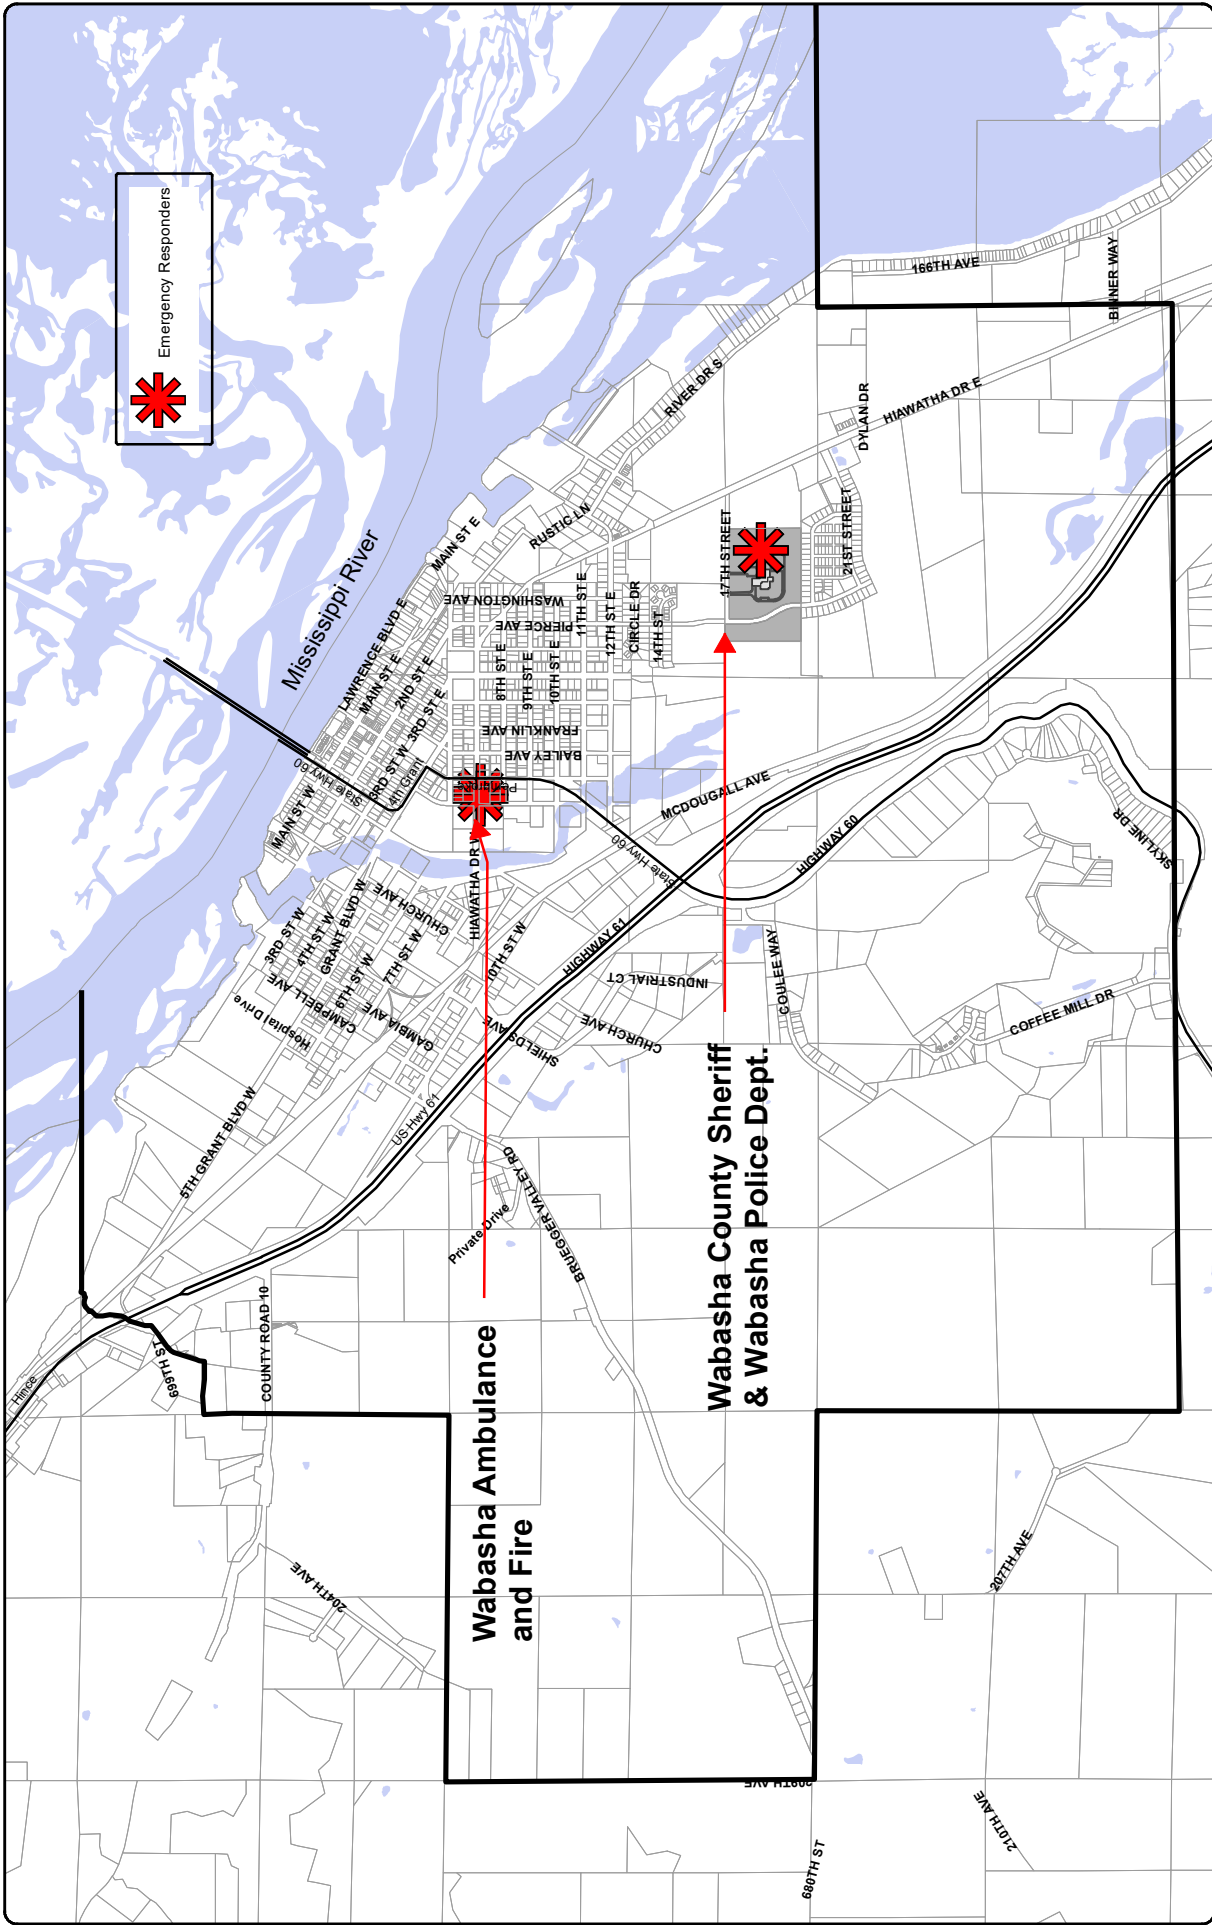 Emergency Responders
Mississippi River
Wabasha Ambulance
and Fire
Wabasha County Sheriff
& Wabasha Police Dept.
Hince
699TH ST
COUNTY ROAD 10
204TH AVE
5TH GRANT BLVD W
US Hwy 61
Private Drive
BRUEGGER VALLEY RD
Hospital Drive
3RD ST W
4TH ST W
GRANT BLVD W
CAMPBELL AVE
6TH ST W
7TH ST W
CHURCH AVE
GAMBIA AVE
10TH ST W
HIAWATHA DR W
SHIELDS AVE
HIGHWAY 61
INDUSTRIAL CT
CHURCH AVE
State Hwy 60
State Hwy 60
MAIN ST W
3RD ST W
4th Grant
LAWRENCE BLVD E
MAIN ST E
2ND ST E
3RD ST E
MAIN ST E
RUSTIC LN
WASHINGTON AVE
PIERCE AVE
8TH ST E
9TH ST E
10TH ST E
11TH ST E
12TH ST E
FRANKLIN AVE
BAILEY AVE
CIRCLE DR
14TH ST
17TH STREET
21ST STREET
DYLAN DR
RIVER DR S
HIAWATHA DR E
166TH AVE
BINNER WAY
MCDOUGALL AVE
State Hwy 60
HIGHWAY 60
COULEE WAY
COFFEE MILL DR
SKYLINE DR
207TH AVE
209TH AVE
680TH ST
210TH AVE